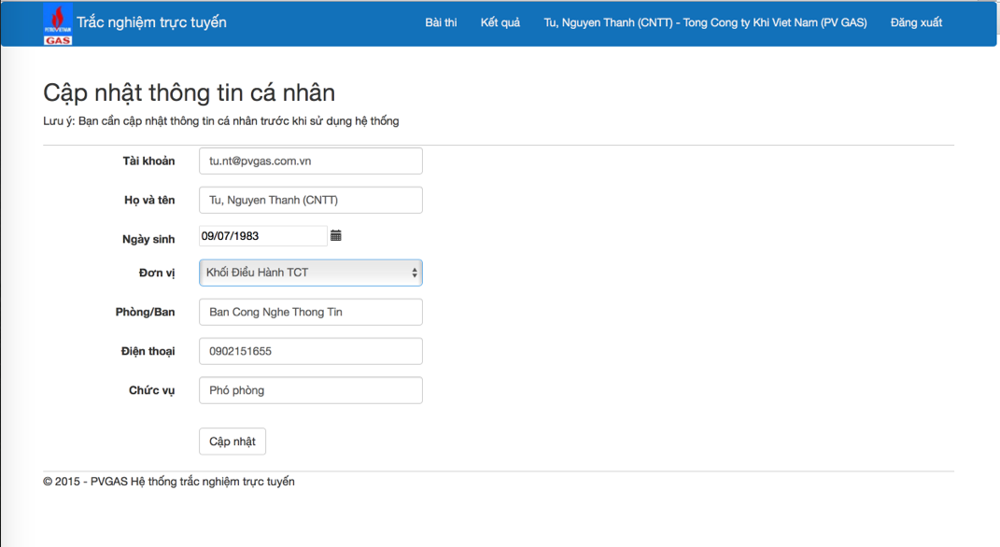 Trắc nghiệm trực tuyến Bài thi Kết quả Tu, Nguyen Thanh (CNTT) - Tong Cong ty Khi Viet Nam (PV GAS) Đăng xuất
PETROVIETNAM
GAS
Cập nhật thông tin cá nhân
Lưu ý: Bạn cần cập nhật thông tin cá nhân trước khi sử dụng hệ thống
Tài khoản tu.nt@pvgas.com.vn
Họ và tên Tu, Nguyen Thanh (CNTT)
Ngày sinh 09/07/1983
Đơn vị Khối Điều Hành TCT
Phòng/Ban Ban Cong Nghe Thong Tin
Điện thoại 0902151655
Chức vụ Phó phòng
Cập nhật
© 2015 - PVGAS Hệ thống trắc nghiệm trực tuyến